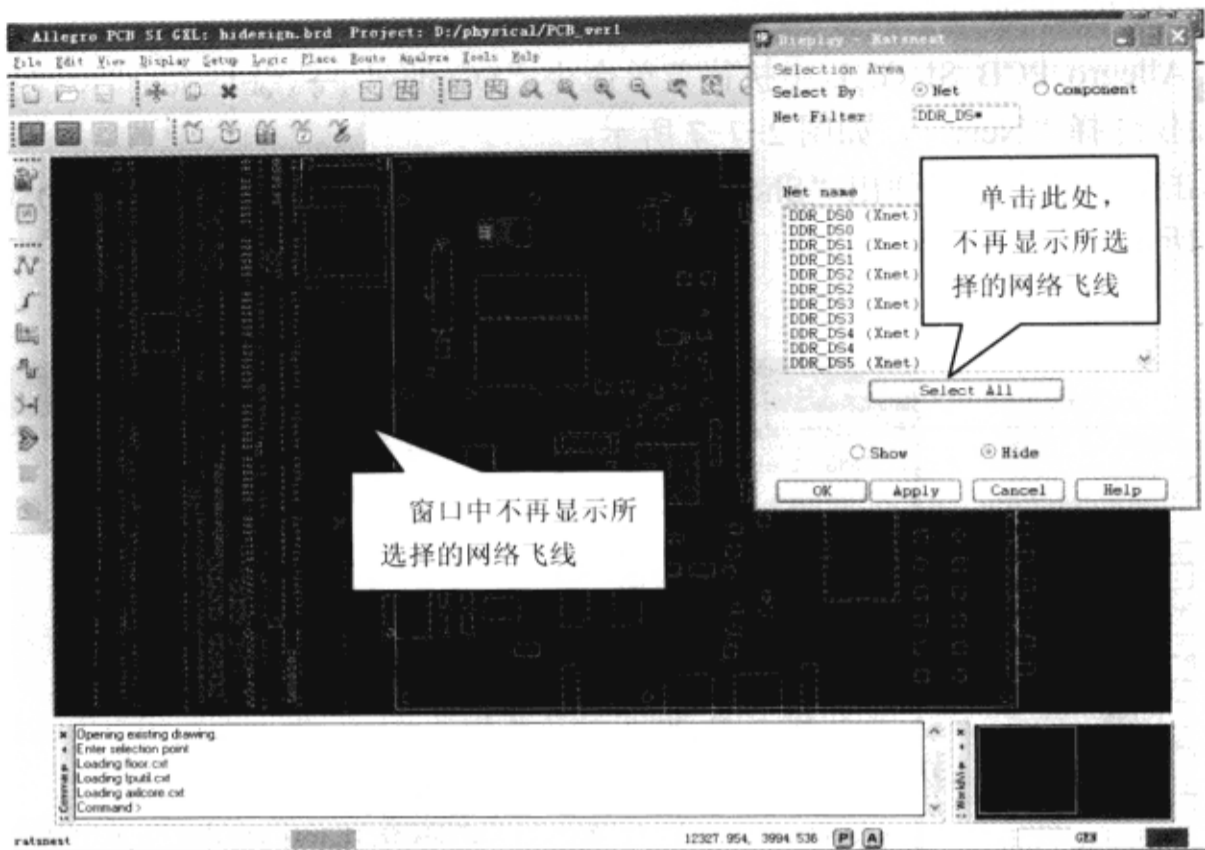 Allegro PCB SI GXL: hidesign.brd Project: D:/physical/PCB_ver1
File Edit View Display Setup Logic Place Route Analyze Tools Help
Display - Ratsnest
Selection Area
Select By Net Component
Net Filter DDR_DS*
Net name
DDR_DS0 (Xnet)
DDR_DS0
DDR_DS1 (Xnet)
DDR_DS1
DDR_DS2 (Xnet)
DDR_DS2
DDR_DS3 (Xnet)
DDR_DS3
DDR_DS4 (Xnet)
DDR_DS4
DDR_DS5 (Xnet)
单击此处，
不再显示所选
择的网络飞线
Select All
Show Hide
OK Apply Cancel Help
窗口中不再显示所
选择的网络飞线
Opening existing drawing.
Enter selection point
Loading floor.cxt
Loading lputil.cxt
Loading axlcore.cxt
Command >
Command
WorldView
ratsnest
12327.954, 3994.536 P A
GEN